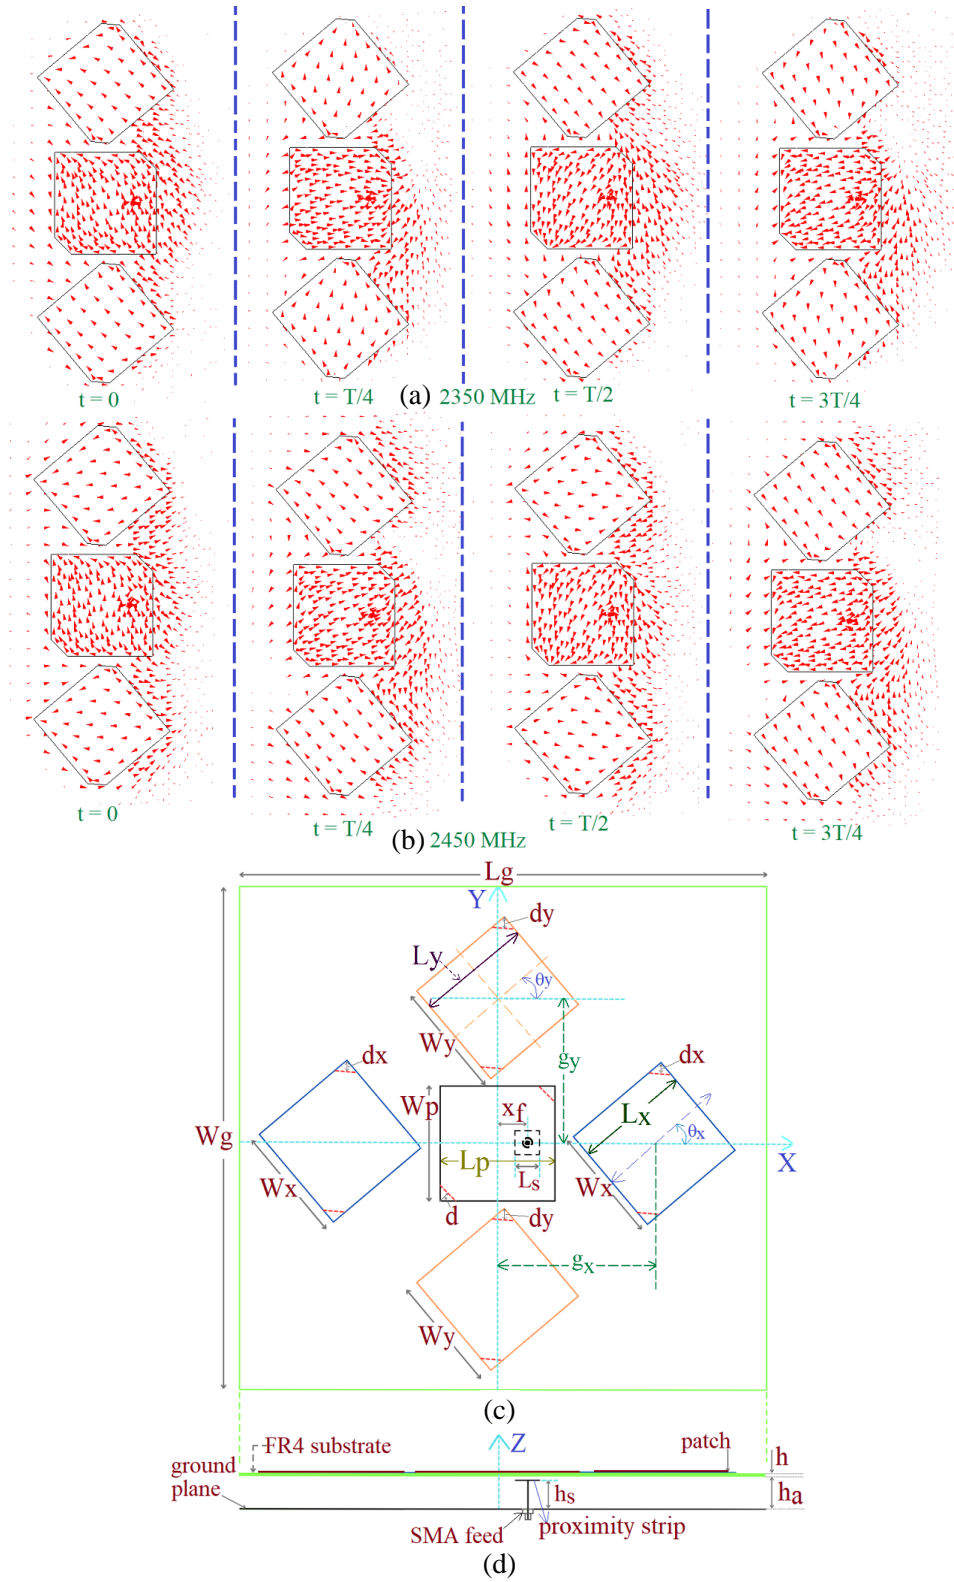 t = 0
t = T/4
(a) 2350 MHz
t = T/2
t = 3T/4
t = 0
t = T/4
(b) 2450 MHz
t = T/2
t = 3T/4
Lg
Y
dy
Ly
θy
Wy
gy
dx
dx
Wp
xf
Lx
θx
Wg
X
Lp
Ls
Wx
Wx
d
dy
gx
Wy
(c)
Z
FR4 substrate
patch
h
ground
plane
hs
ha
SMA feed
proximity strip
(d)